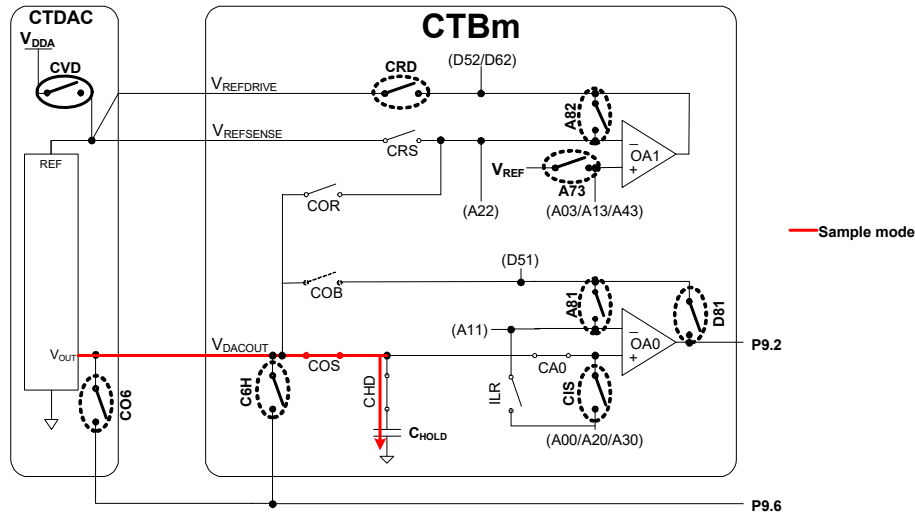 CTDAC
CTBm
VDDA
CVD
CRD
(D52/D62)
VREFDRIVE
A82
VREFSENSE
REF
CRS
OA1
VREF
A73
COR
(A22)
(A03/A13/A43)
Sample mode
(D51)
COB
A81
D81
VOUT
VDACOUT
COS
(A11)
CA0
OA0
P9.2
CO6
C6H
CHD
CHOLD
ILR
CIS
(A00/A20/A30)
P9.6